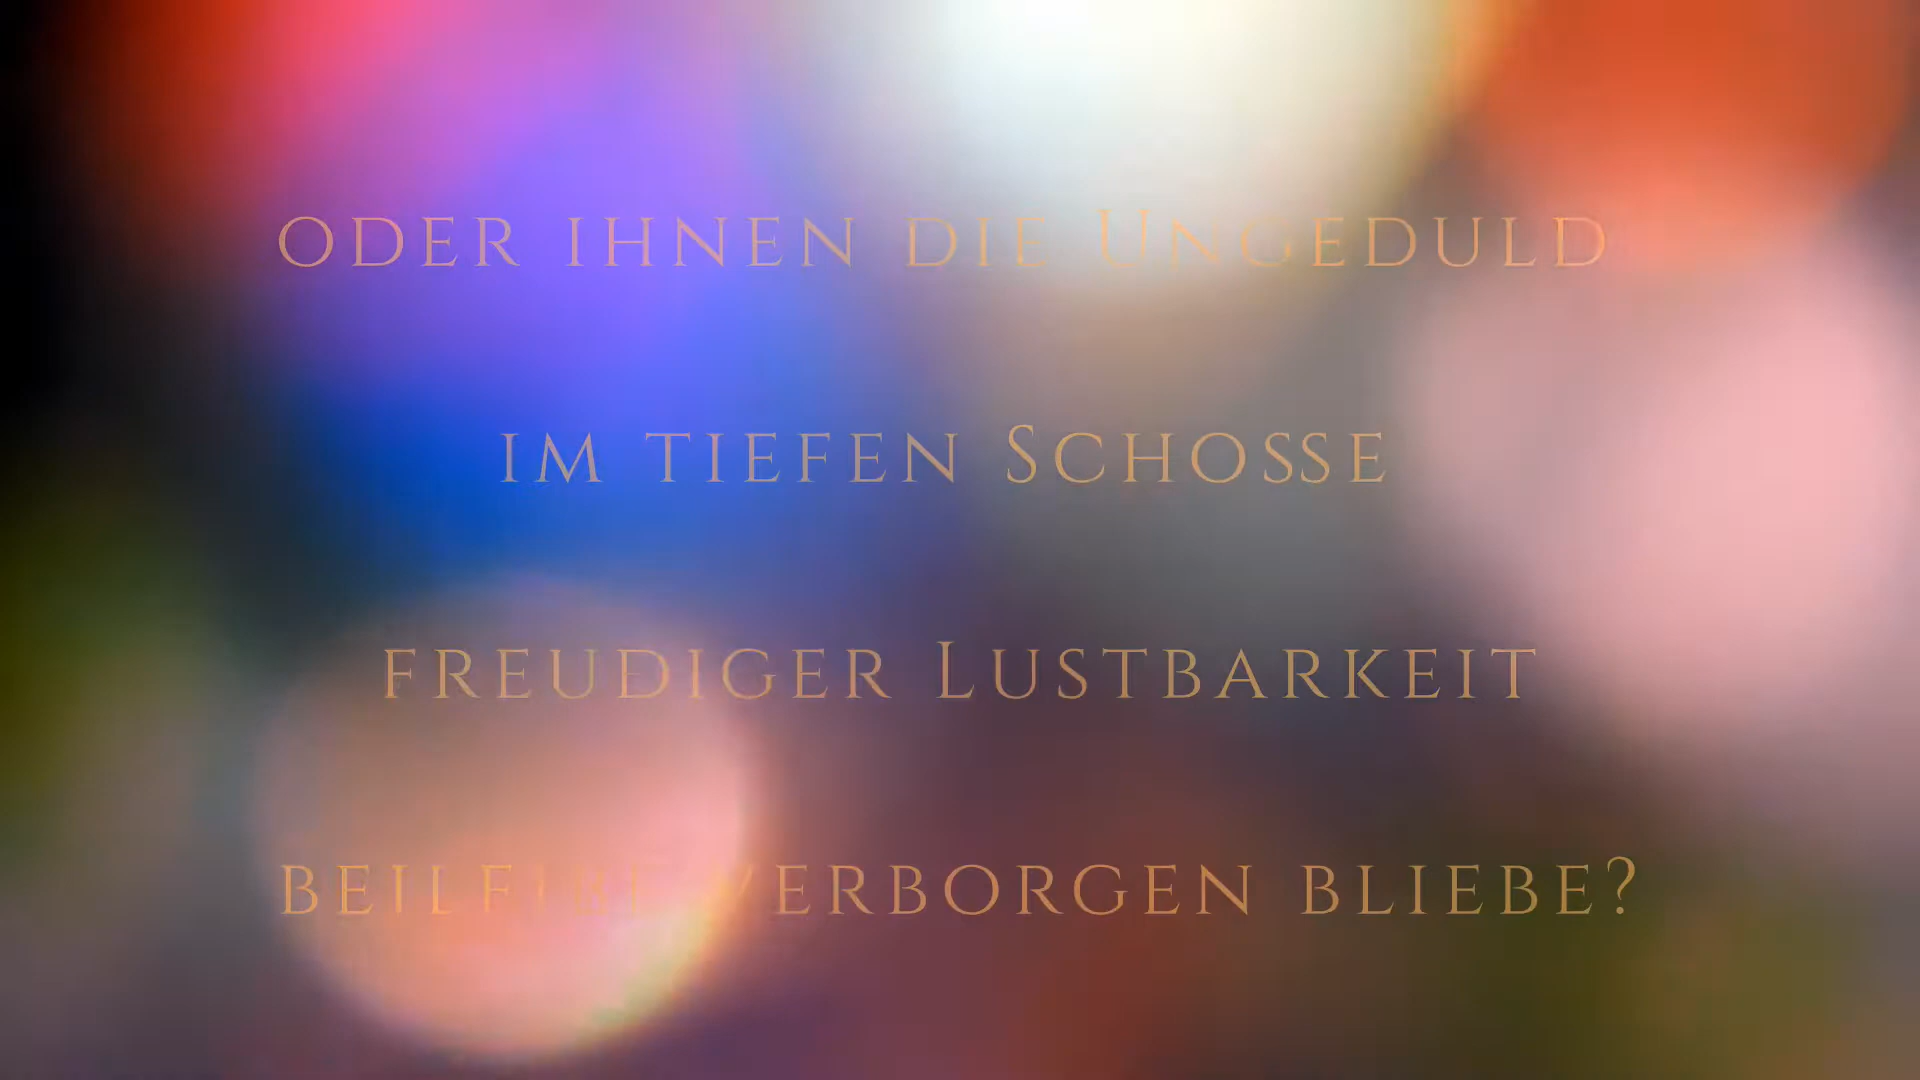 oder ihnen die Ungeduld
im tiefen Schosse
freudiger Lustbarkeit
beileibe verborgen bliebe?